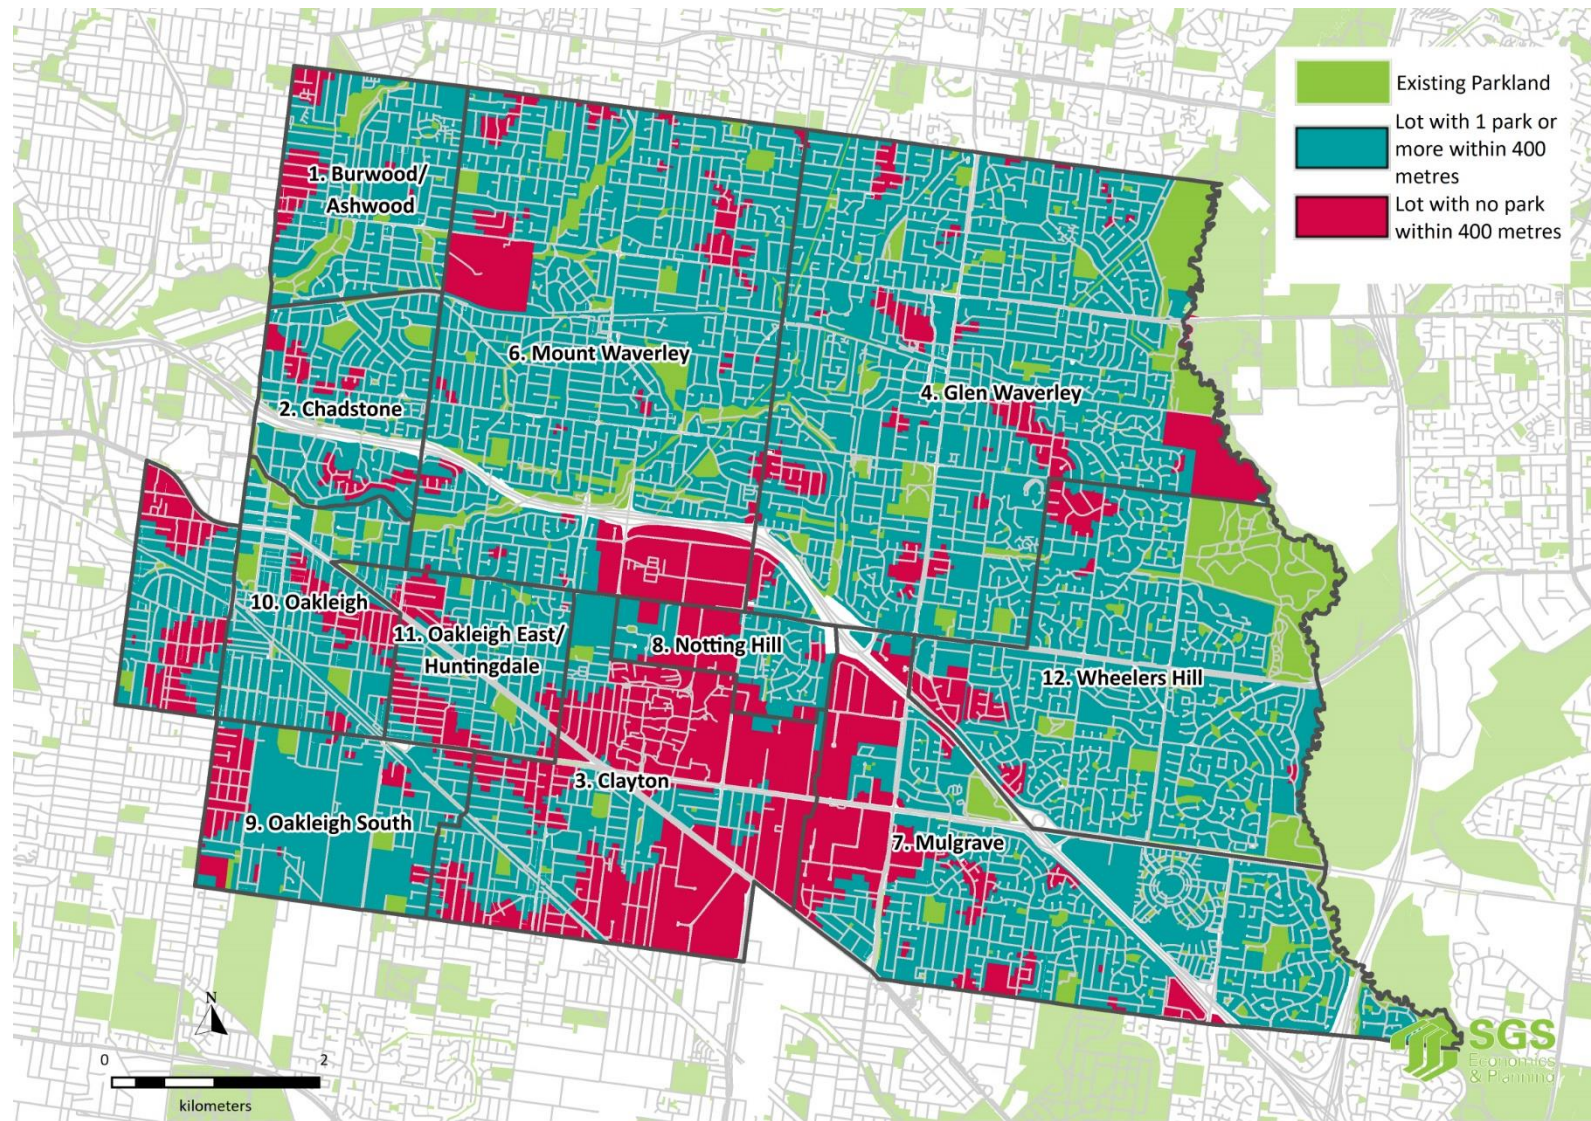 Existing Parkland
Lot with 1 park or
more within 400
metres
Lot with no park
within 400 metres
1. Burwood/
Ashwood
6. Mount Waverley
4. Glen Waverley
2. Chadstone
10. Oakleigh
11. Oakleigh East/
Huntingdale
8. Notting Hill
12. Wheelers Hill
3. Clayton
9. Oakleigh South
7. Mulgrave
N
0 2
kilometers
SGS
Economics
& Planning